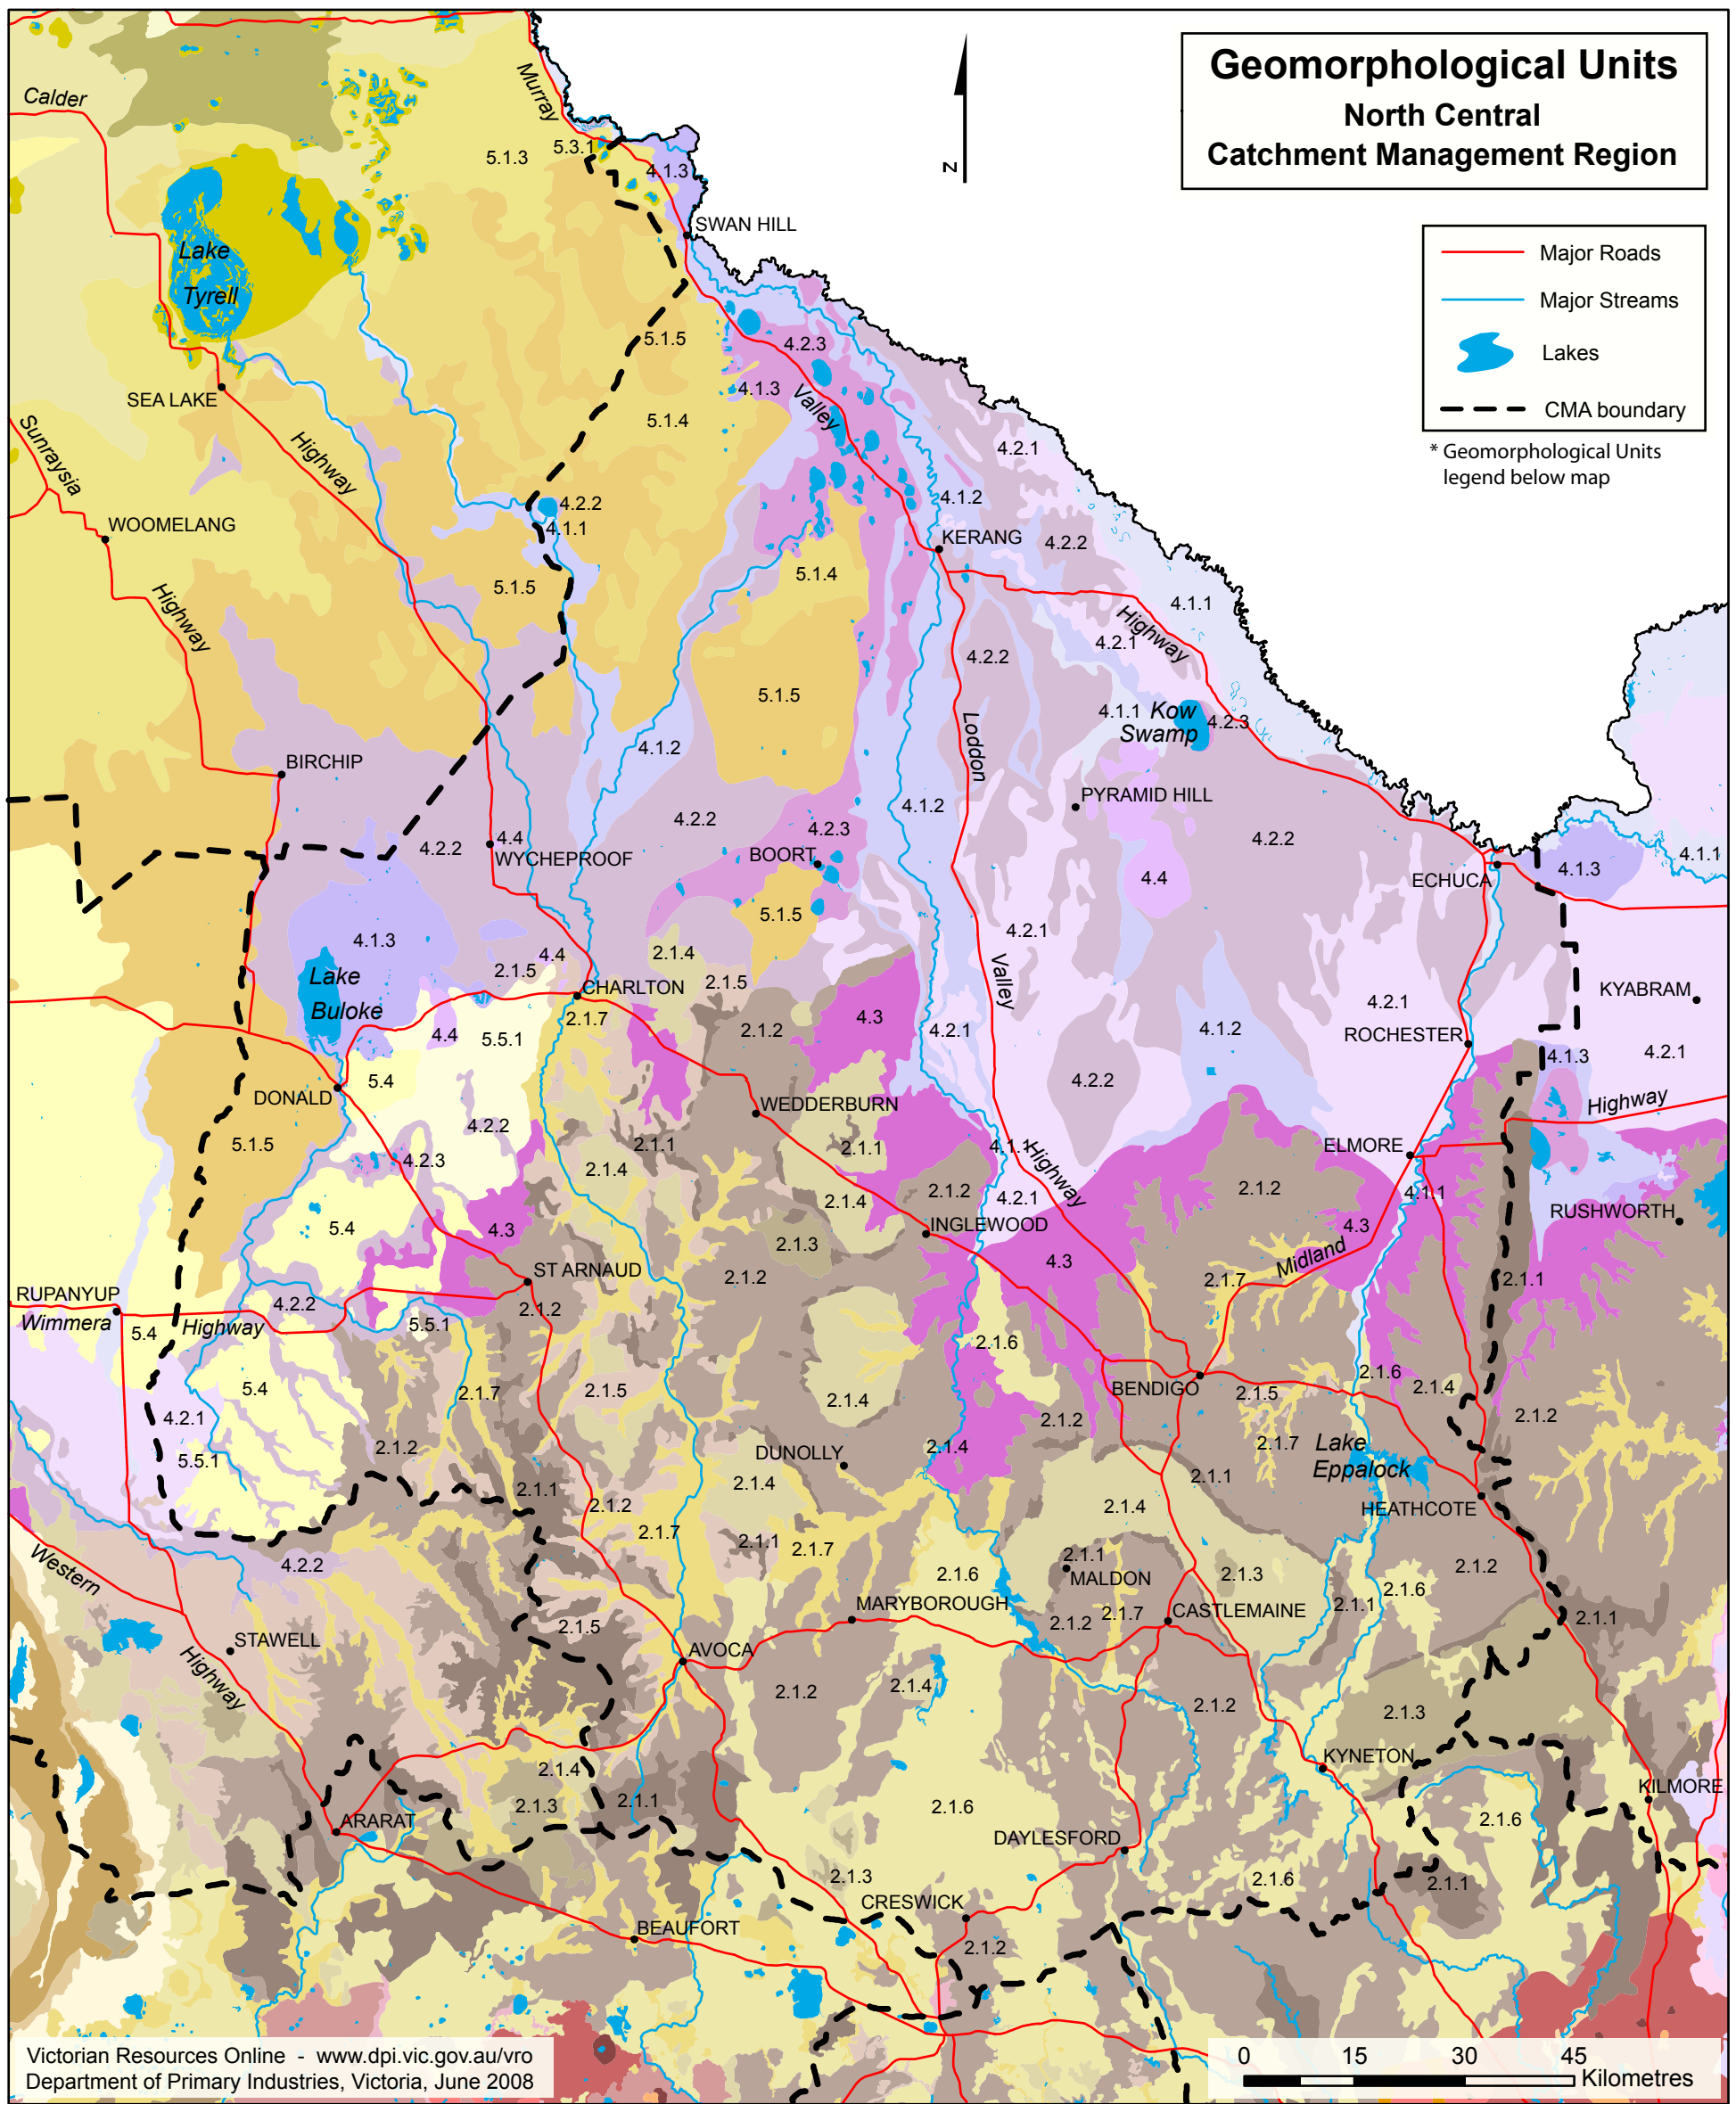 Geomorphological Units
North Central
Catchment Management Region
Major Roads
Major Streams
Lakes
CMA boundary
* Geomorphological Units
legend below map
N
Calder
Murray
5.1.3
5.3.1
4.1.3
SWAN HILL
Lake
Tyrell
5.1.5
4.2.3
4.1.3
Valley
SEA LAKE
5.1.4
Sunraysia
Highway
4.2.1
4.2.2
4.1.1
4.1.2
WOOMELANG
KERANG
4.2.2
5.1.4
5.1.5
Highway
4.1.1
Highway
4.2.1
4.2.2
5.1.5
4.1.1
Kow
Swamp
4.2.3
Loddon
4.1.2
BIRCHIP
PYRAMID HILL
4.1.2
4.2.2
4.2.3
4.2.2
4.2.2
4.4
WYCHEPROOF
BOORT
4.1.3
4.1.1
ECHUCA
4.4
5.1.5
4.1.3
4.2.1
4.4
2.1.4
2.1.5
2.1.5
Lake
Buloke
CHARLTON
Valley
KYABRAM
4.2.1
2.1.7
2.1.2
4.3
4.2.1
4.1.2
ROCHESTER
4.4
5.5.1
4.1.3
4.2.1
5.4
4.2.2
DONALD
WEDDERBURN
Highway
4.2.2
5.1.5
2.1.1
2.1.1
4.1.1
Highway
ELMORE
4.2.3
2.1.4
2.1.2
4.2.1
2.1.2
4.1.1
2.1.4
RUSHWORTH
5.4
4.3
INGLEWOOD
4.3
2.1.3
4.3
Midland
ST ARNAUD
2.1.2
2.1.7
2.1.1
RUPANYUP
Wimmera
4.2.2
2.1.2
5.4
Highway
5.5.1
2.1.6
2.1.6
5.4
2.1.7
2.1.5
2.1.4
BENDIGO
2.1.5
2.1.4
4.2.1
2.1.2
2.1.2
2.1.2
5.5.1
2.1.4
2.1.7
Lake
Eppalock
DUNOLLY
2.1.1
2.1.1
2.1.4
2.1.2
2.1.4
HEATHCOTE
2.1.7
2.1.1
2.1.7
2.1.1
Western
4.2.2
MALDON
2.1.3
2.1.2
2.1.6
2.1.6
MARYBOROUGH
2.1.2
2.1.7
CASTLEMAINE
2.1.1
2.1.1
2.1.5
STAWELL
AVOCA
Highway
2.1.2
2.1.4
2.1.2
2.1.3
KYNETON
2.1.4
KILMORE
2.1.3
2.1.1
2.1.6
2.1.6
ARARAT
DAYLESFORD
2.1.3
2.1.6
2.1.1
CRESWICK
BEAUFORT
2.1.2
Victorian Resources Online - www.dpi.vic.gov.au/vro
Department of Primary Industries, Victoria, June 2008
0 15 30 45
Kilometres